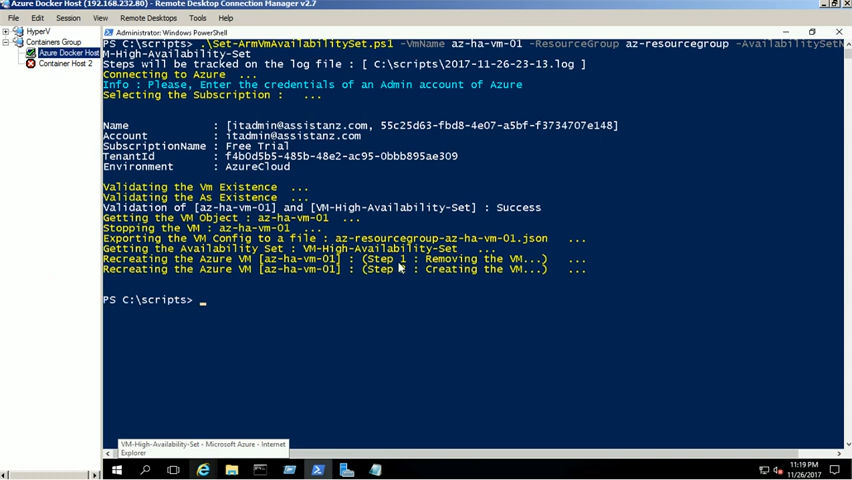 Azure Docker Host (192.168.232.80) - Remote Desktop Connection Manager v2.7
File Edit Session View Remote Desktops Tools Help
HyperV
Containers Group
Azure Docker Host
Container Host 2
Administrator: Windows PowerShell
PS C:\scripts> .\Set-ArmVmAvailabilitySet.ps1 -VmName az-ha-vm-01 -ResourceGroup az-resourcegroup -AvailabilitySetN
M-High-Availability-Set
Steps will be tracked on the log file : [ C:\scripts\2017-11-26-23-13.log ]
Connecting to Azure ...
Info : Please, Enter the credentials of an Admin account of Azure
Selecting the Subscription : ...
Name : [itadmin@assistanz.com, 55c25d63-fbd8-4e07-a5bf-f3734707e148]
Account : itadmin@assistanz.com
SubscriptionName : Free Trial
TenantId : f4b0d5b5-485b-48e2-ac95-0bbb895ae309
Environment : AzureCloud
Validating the Vm Existence ...
Validating the As Existence ...
Validation of [az-ha-vm-01] and [VM-High-Availability-Set] : Success
Getting the VM Object : az-ha-vm-01 ...
Stopping the VM : az-ha-vm-01 ...
Exporting the VM Config to a file : az-resourcegroup-az-ha-vm-01.json ...
Getting the Availability Set : VM-High-Availability-Set ...
Recreating the Azure VM [az-ha-vm-01] : (Step 1 : Removing the VM...) ...
Recreating the Azure VM [az-ha-vm-01] : (Step : Creating the VM...) ...
PS C:\scripts> _
VM-High-Availability-Set - Microsoft Azure - Internet
Explorer
11:19 PM
11/26/2017